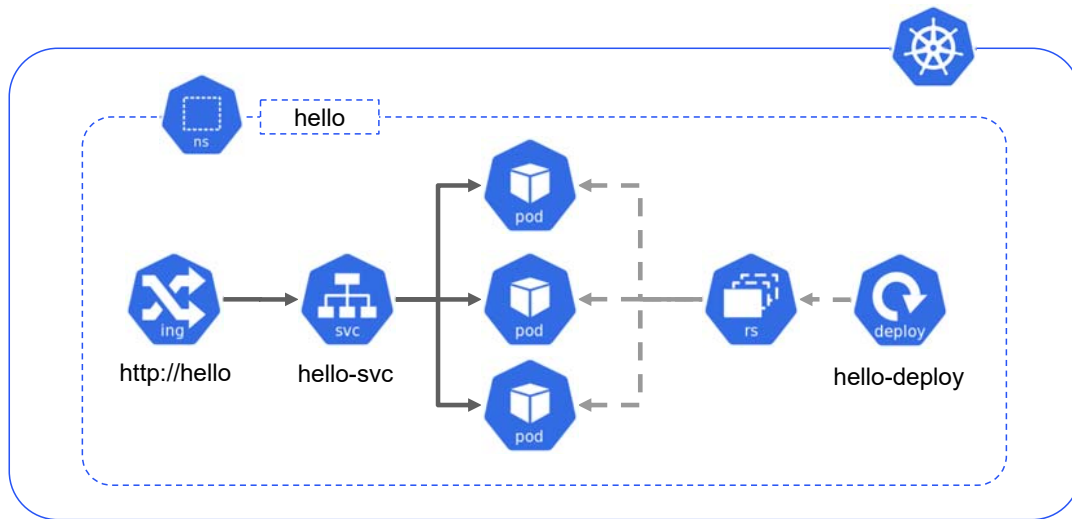 ns
hello
pod
ing
svc
pod
rs
deploy
http://hello
hello-svc
hello-deploy
pod